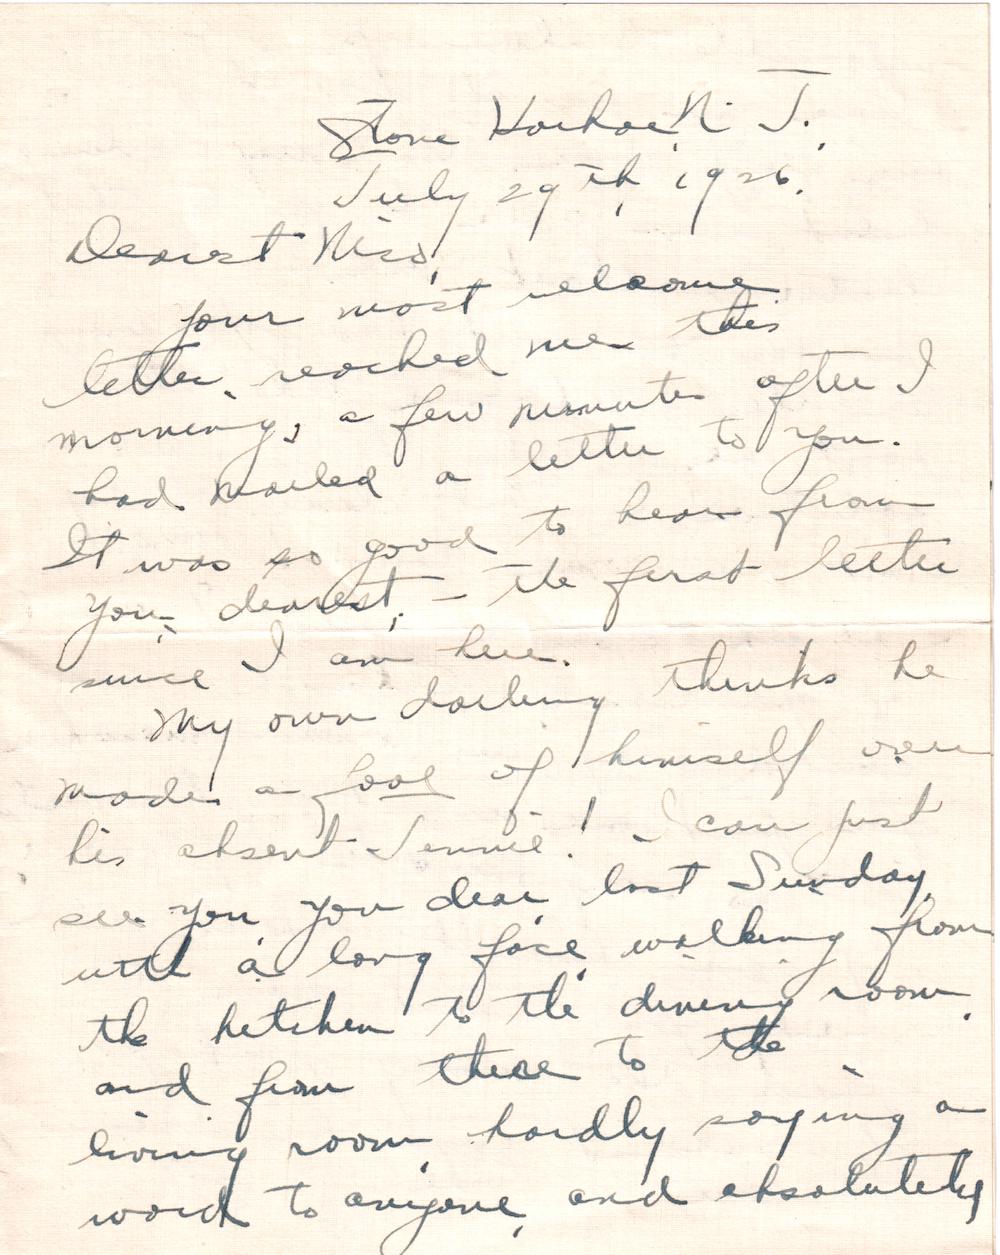 Stone Harbor, N. J.,
July 29th, 1926.
Dearest Nico,
Your most welcome
letter reached me this
morning, a few minutes after I
had mailed a letter to you.
It was so good to hear from
you, dearest, - the first letter
since I am here.
My own darling thinks he
made a fool of himself over
his absent Jennie! - I can just
see you, you dear, last Sunday,
with a long face, walking from
the kitchen to the dining room,
and from there to the
living room, hardly saying a
word to anyone, and absolutely